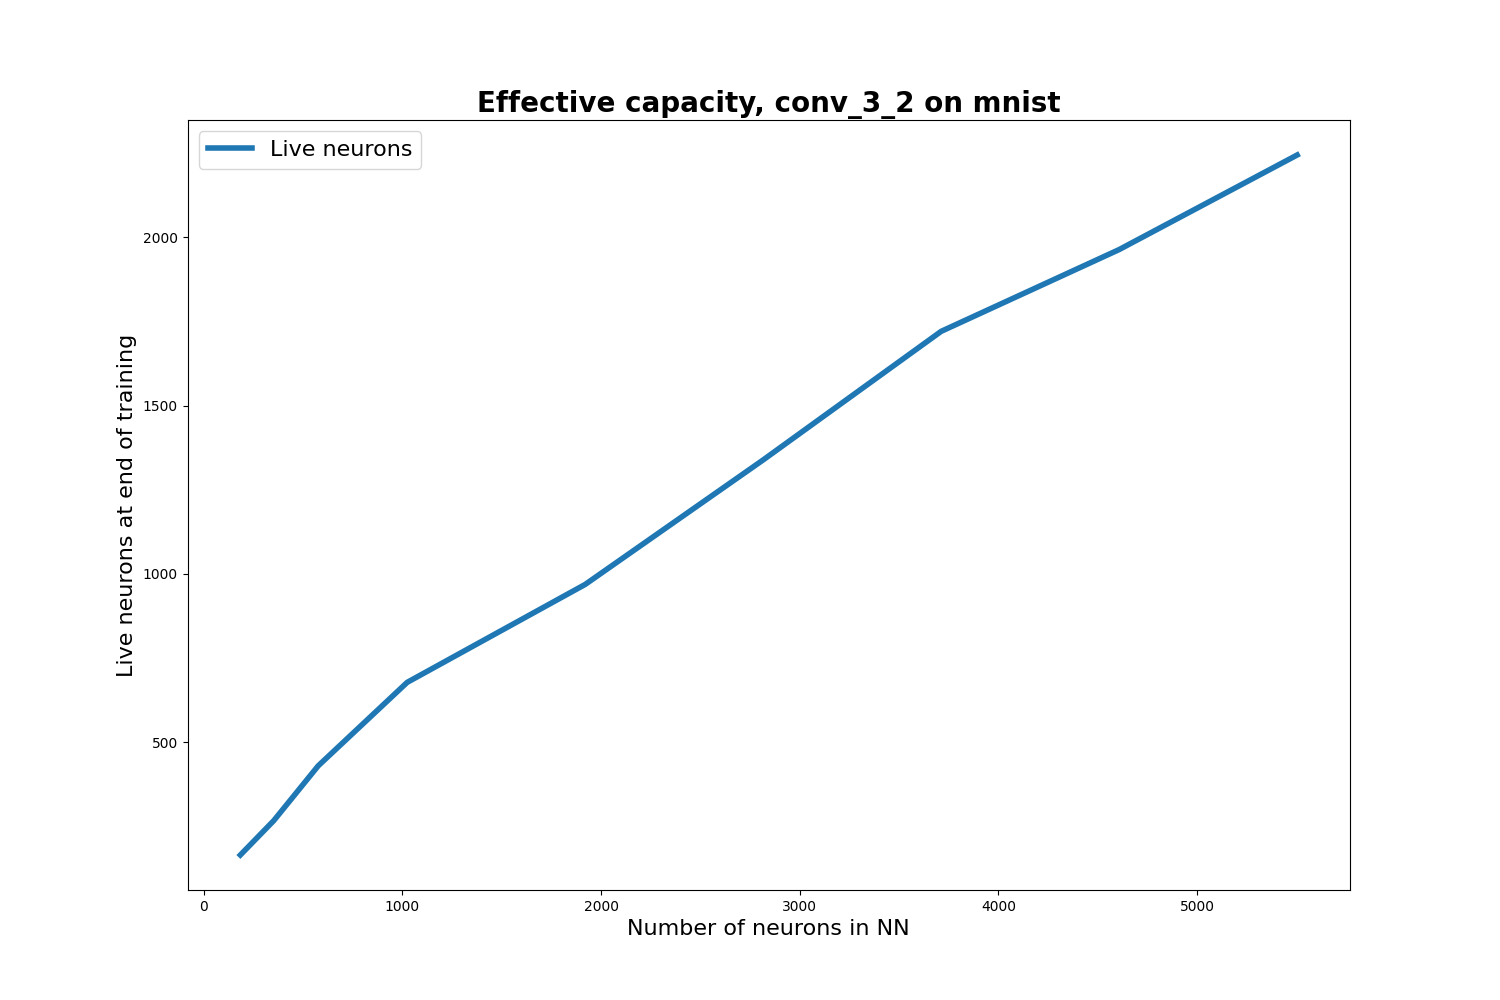 Effective capacity, conv_3_2 on mnist
Live neurons
Live neurons at end of training
2000
1500
1000
500
0 1000 2000 3000 4000 5000
Number of neurons in NN